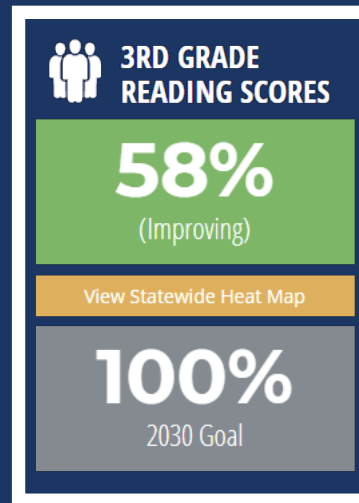 3RD GRADE
READING SCORES
58%
(Improving)
View Statewide Heat Map
100%
2030 Goal